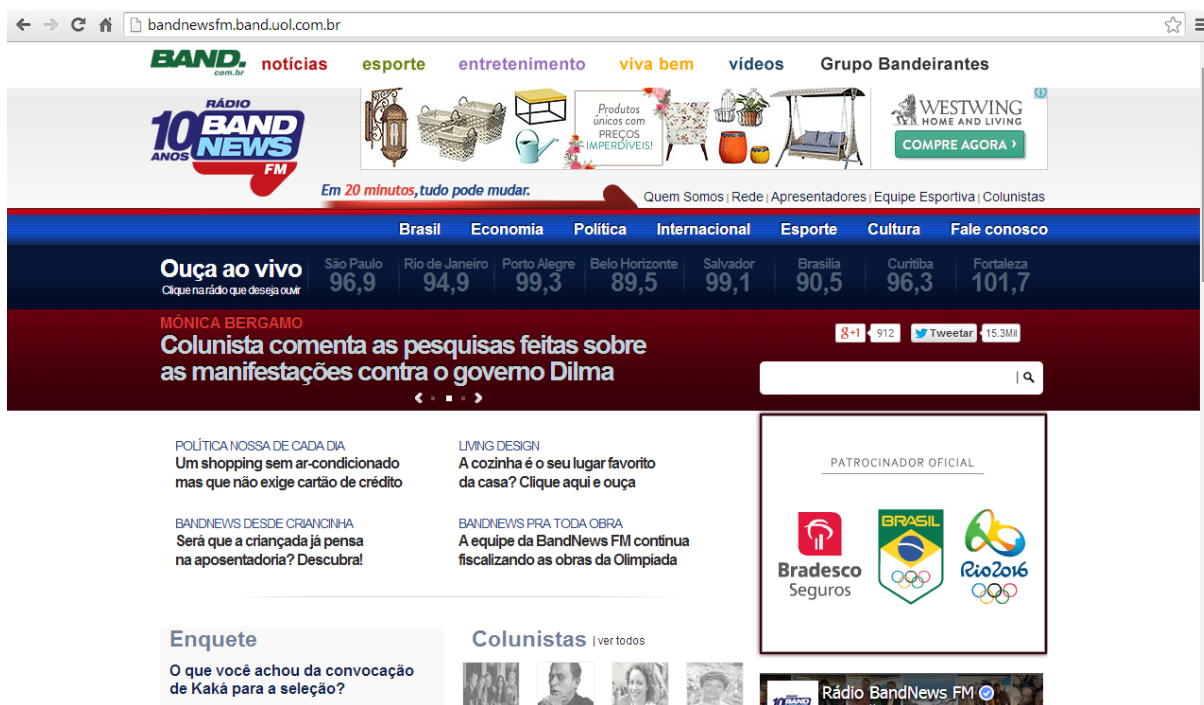 bandnewsfm.band.uol.com.br
BAND.
com.br
notícias esporte entretenimento viva bem vídeos Grupo Bandeirantes
RÁDIO
10 BAND
ANOS NEWS
FM
Produtos
únicos com
PREÇOS
IMPERDÍVEIS!
WESTWING
HOME AND LIVING
COMPRE AGORA ›
Em 20 minutos, tudo pode mudar.
Quem Somos | Rede | Apresentadores | Equipe Esportiva | Colunistas
Brasil Economia Política Internacional Esporte Cultura Fale conosco
Ouça ao vivo
Clique na rádio que deseja ouvir
São Paulo Rio de Janeiro Porto Alegre Belo Horizonte Salvador Brasília Curitiba Fortaleza
96,9 94,9 99,3 89,5 99,1 90,5 96,3 101,7
MÔNICA BERGAMO
Colunista comenta as pesquisas feitas sobre
as manifestações contra o governo Dilma
g+1 912 Tweetar 15.3Mil
POLÍTICA NOSSA DE CADA DIA
Um shopping sem ar-condicionado
mas que não exige cartão de crédito
LIVING DESIGN
A cozinha é o seu lugar favorito
da casa? Clique aqui e ouça
BANDNEWS DESDE CRIANCINHA
Será que a criançada já pensa
na aposentadoria? Descubra!
BANDNEWS PRA TODA OBRA
A equipe da BandNews FM continua
fiscalizando as obras da Olimpíada
PATROCINADOR OFICIAL
Bradesco
Seguros
BRASIL
Rio2016
Enquete
O que você achou da convocação
de Kaká para a seleção?
Colunistas | ver todos
RÁDIO
10 BAND
Rádio BandNews FM